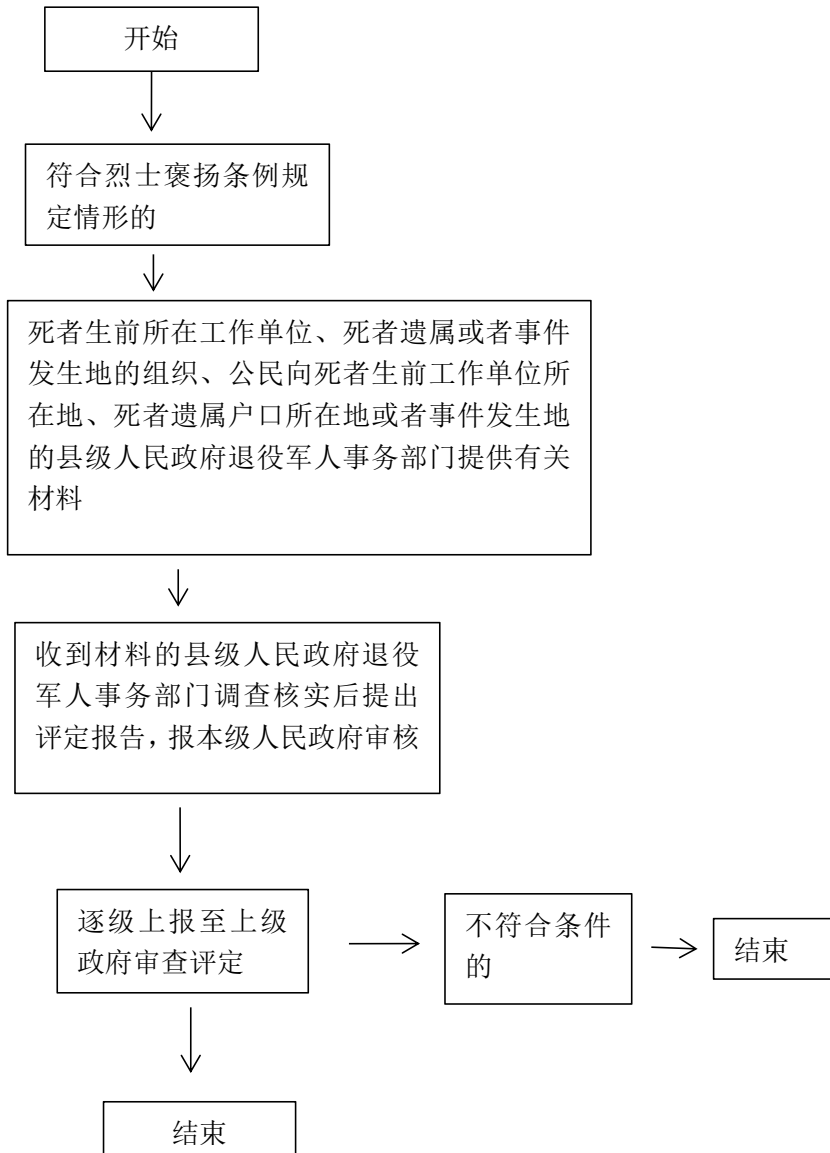 开始
符合烈士褒扬条例规
定情形的
死者生前所在工作单位、死者遗属或者事件
发生地的组织、公民向死者生前工作单位所
在地、死者遗属户口所在地或者事件发生地
的县级人民政府退役军人事务部门提供有关
材料
收到材料的县级人民政府退役
军人事务部门调查核实后提出
评定报告，报本级人民政府审核
逐级上报至上级
政府审查评定
不符合条件
的
结束
结束